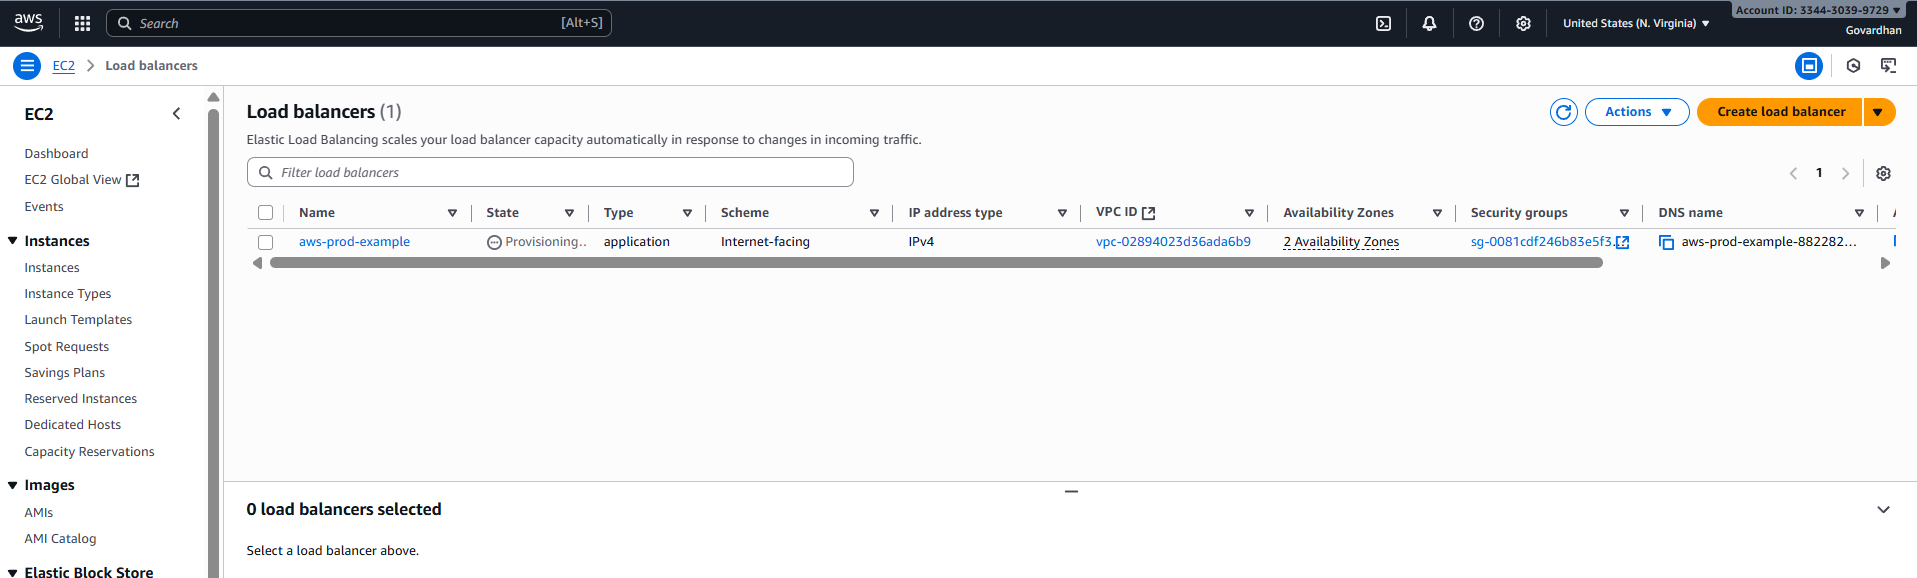 aws
Search [Alt+S]
United States (N. Virginia)
Account ID: 3344-3039-9729
Govardhan
EC2 > Load balancers
EC2
Dashboard
EC2 Global View
Events
Instances
Instances
Instance Types
Launch Templates
Spot Requests
Savings Plans
Reserved Instances
Dedicated Hosts
Capacity Reservations
Images
AMIs
AMI Catalog
Elastic Block Store
Load balancers (1)
Actions
Create load balancer
Elastic Load Balancing scales your load balancer capacity automatically in response to changes in incoming traffic.
Filter load balancers
1
Name State Type Scheme IP address type VPC ID Availability Zones Security groups DNS name
aws-prod-example Provisioning.. application Internet-facing IPv4 vpc-02894023d36ada6b9 2 Availability Zones sg-0081cdf246b83e5f3. aws-prod-example-882282...
0 load balancers selected
Select a load balancer above.